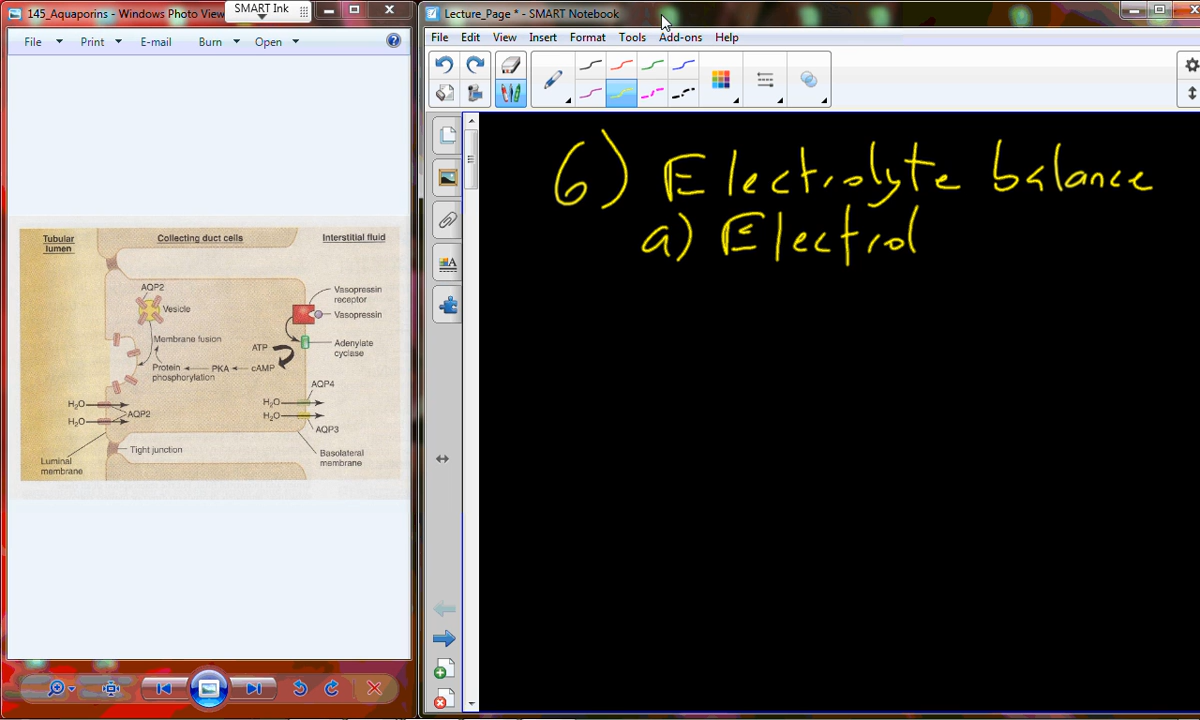 145_Aquaporins - Windows Photo View
SMART Ink
File Print E-mail Burn Open
Tubular lumen
Collecting duct cells
Interstitial fluid
AQP2
Vesicle
Vasopressin receptor
Vasopressin
Membrane fusion
ATP
Adenylate cyclase
Protein phosphorylation
PKA
cAMP
AQP4
H₂O
H₂O
AQP2
H₂O
H₂O
AQP3
Tight junction
Luminal membrane
Basolateral membrane
Lecture_Page * - SMART Notebook
File Edit View Insert Format Tools Add-ons Help
6) Electrolyte balance
a) Electrol